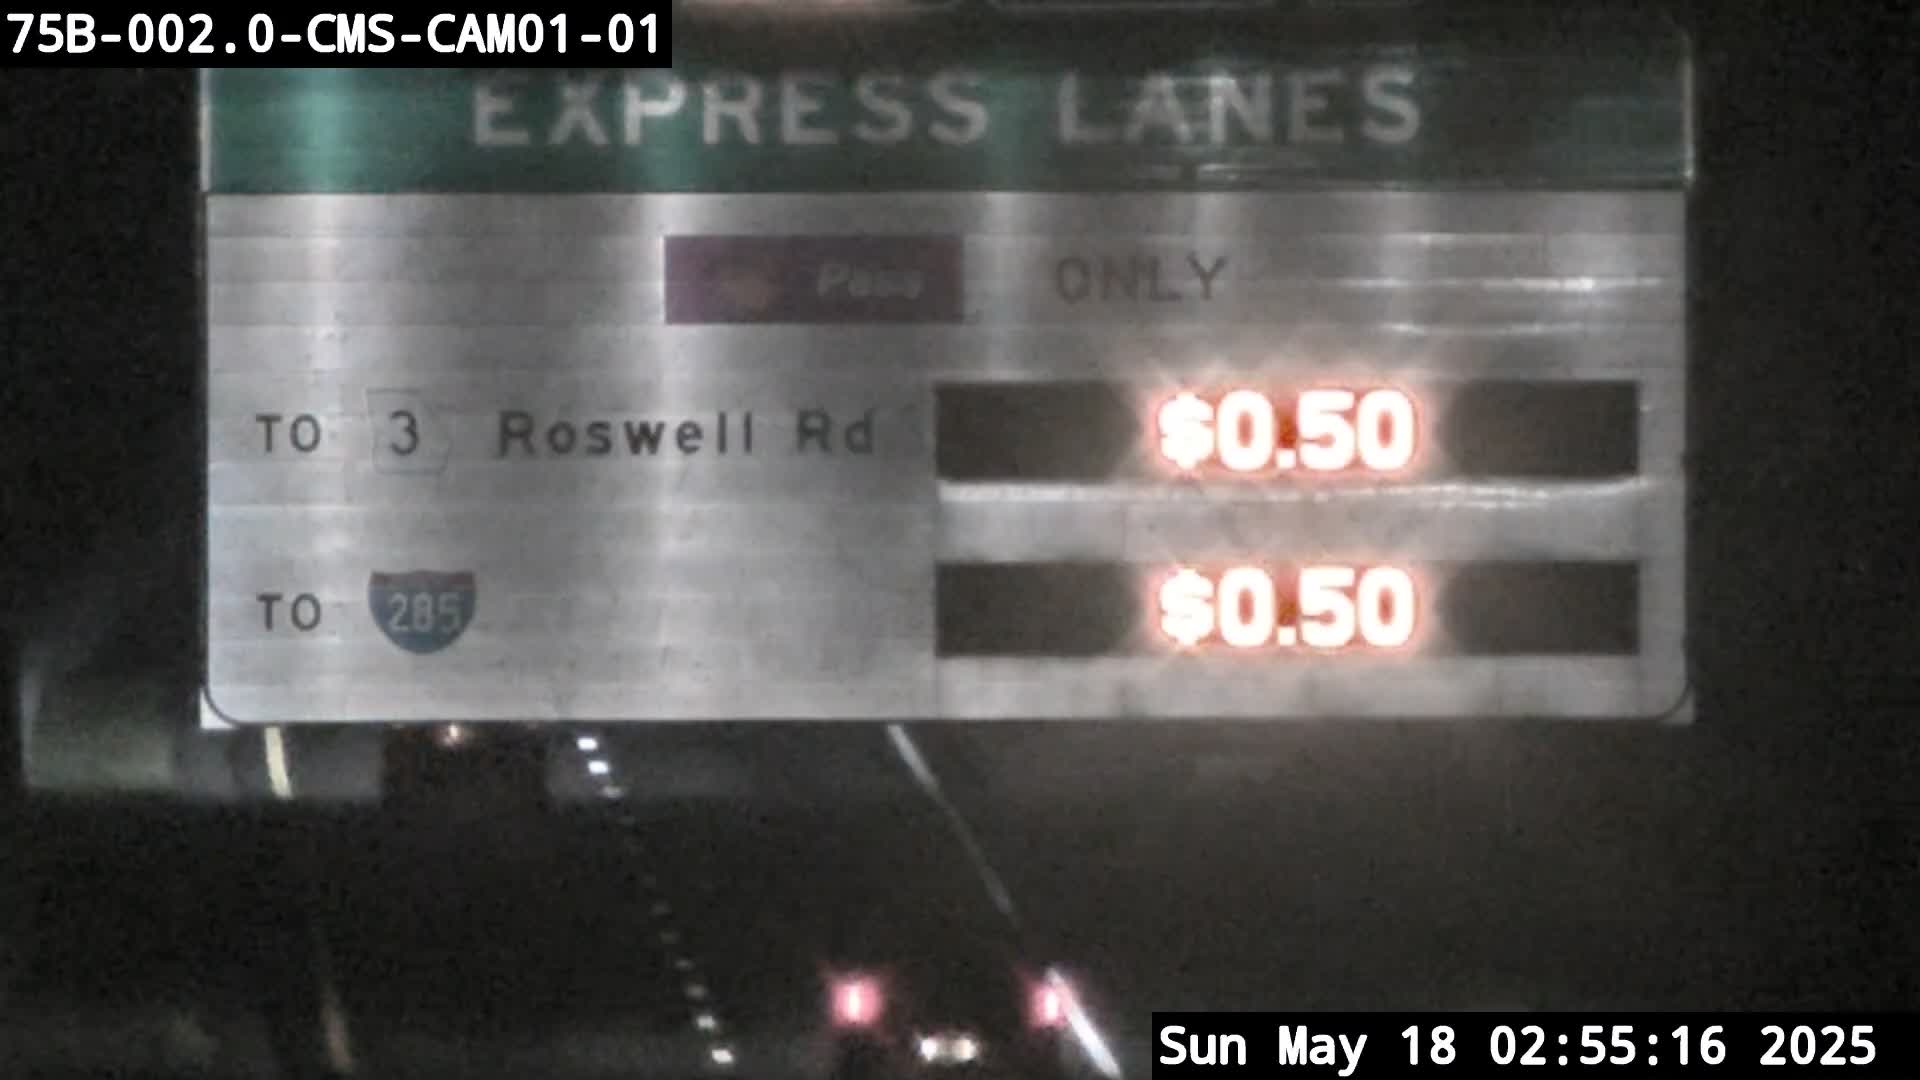 75B-002.0-CMS-CAM01-01
EXPRESS LANES
Pass ONLY
TO 3 Roswell Rd $0.50
TO 285 $0.50
Sun May 18 02:55:16 2025